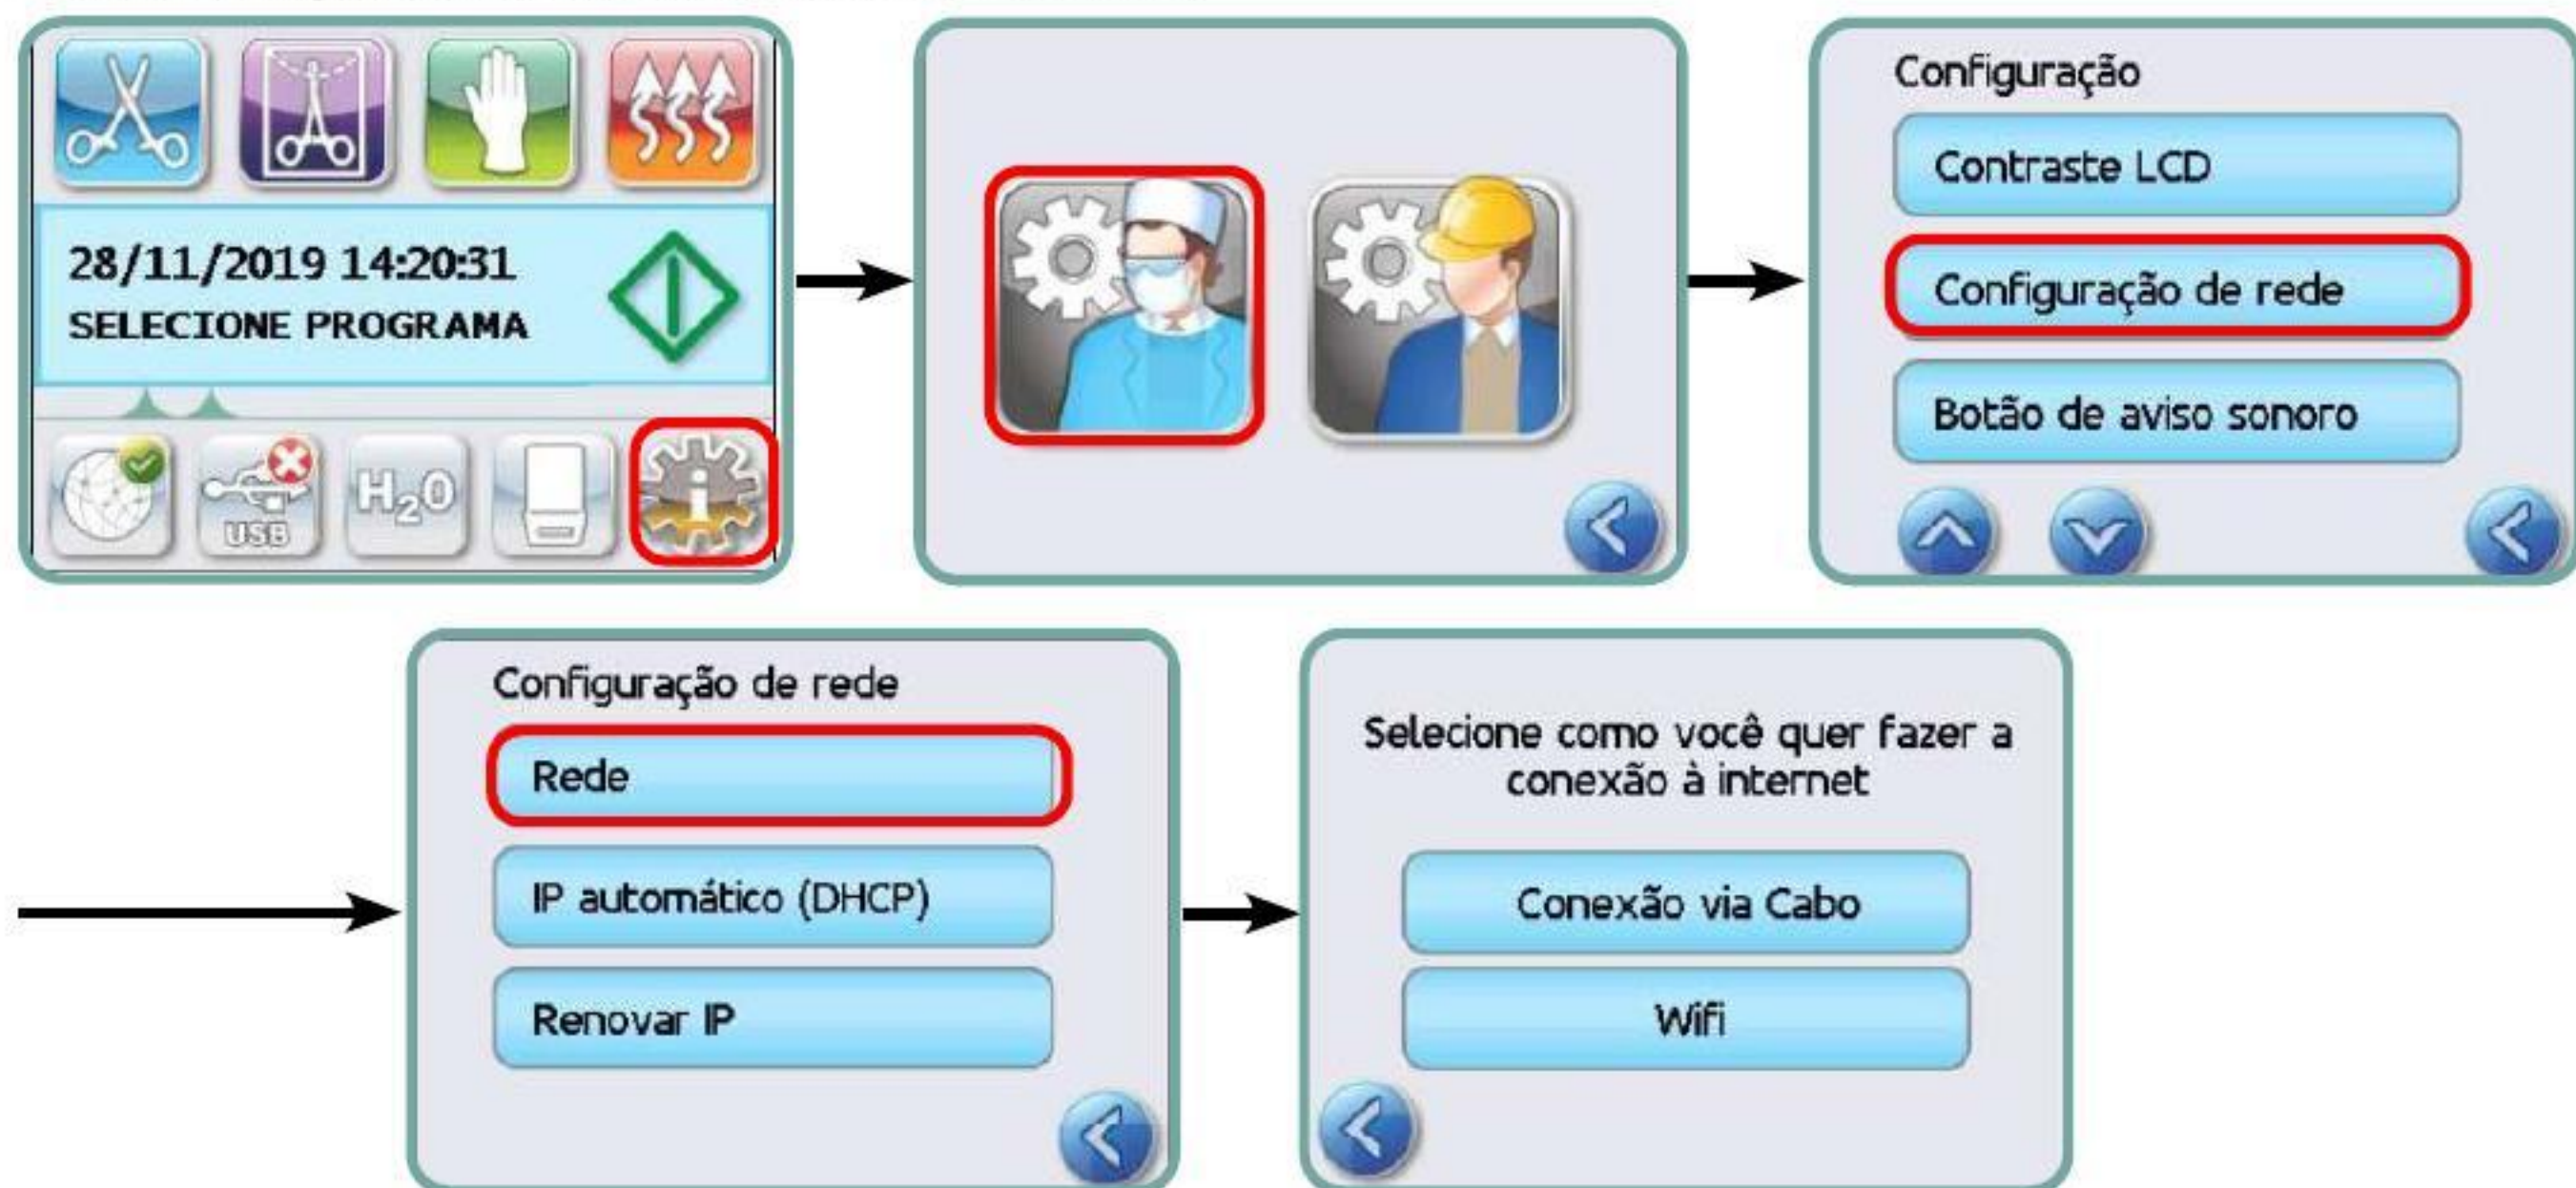 28/11/2019 14:20:31
SELECIONE PROGRAMA
USB
H₂O
i
Configuração
Contraste LCD
Configuração de rede
Botão de aviso sonoro
Configuração de rede
Rede
IP automático (DHCP)
Renovar IP
Selecione como você quer fazer a
conexão à internet
Conexão via Cabo
Wifi